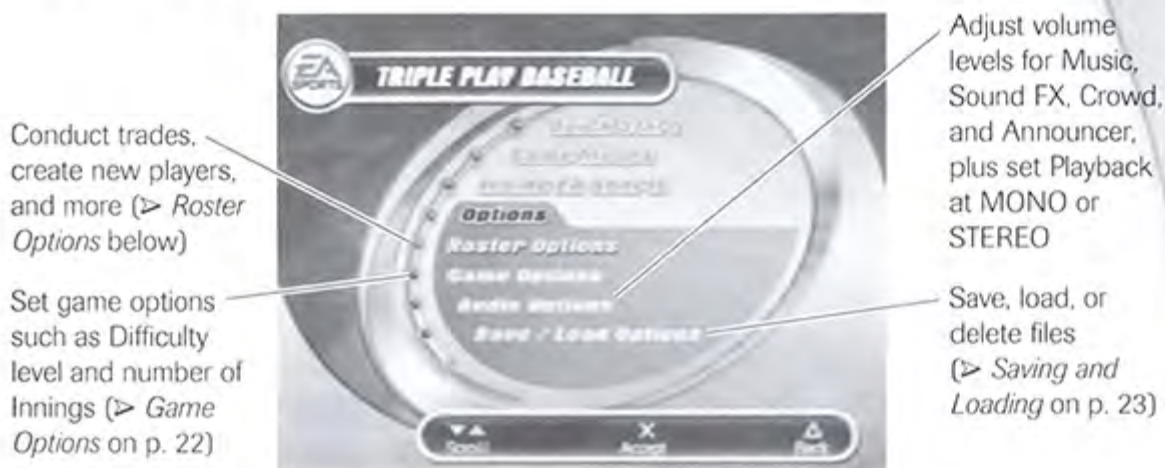 Conduct trades,
create new players,
and more (➢ Roster
Options below)
Set game options
such as Difficulty
level and number of
Innings (➢ Game
Options on p. 22)
EA
SPORTS
TRIPLE PLAY BASEBALL
Options
Roster Options
Game Options
Audio Options
Save / Load Options
Scroll
Accept
Back
Adjust volume
levels for Music,
Sound FX, Crowd,
and Announcer,
plus set Playback
at MONO or
STEREO
Save, load, or
delete files
(➢ Saving and
Loading on p. 23)